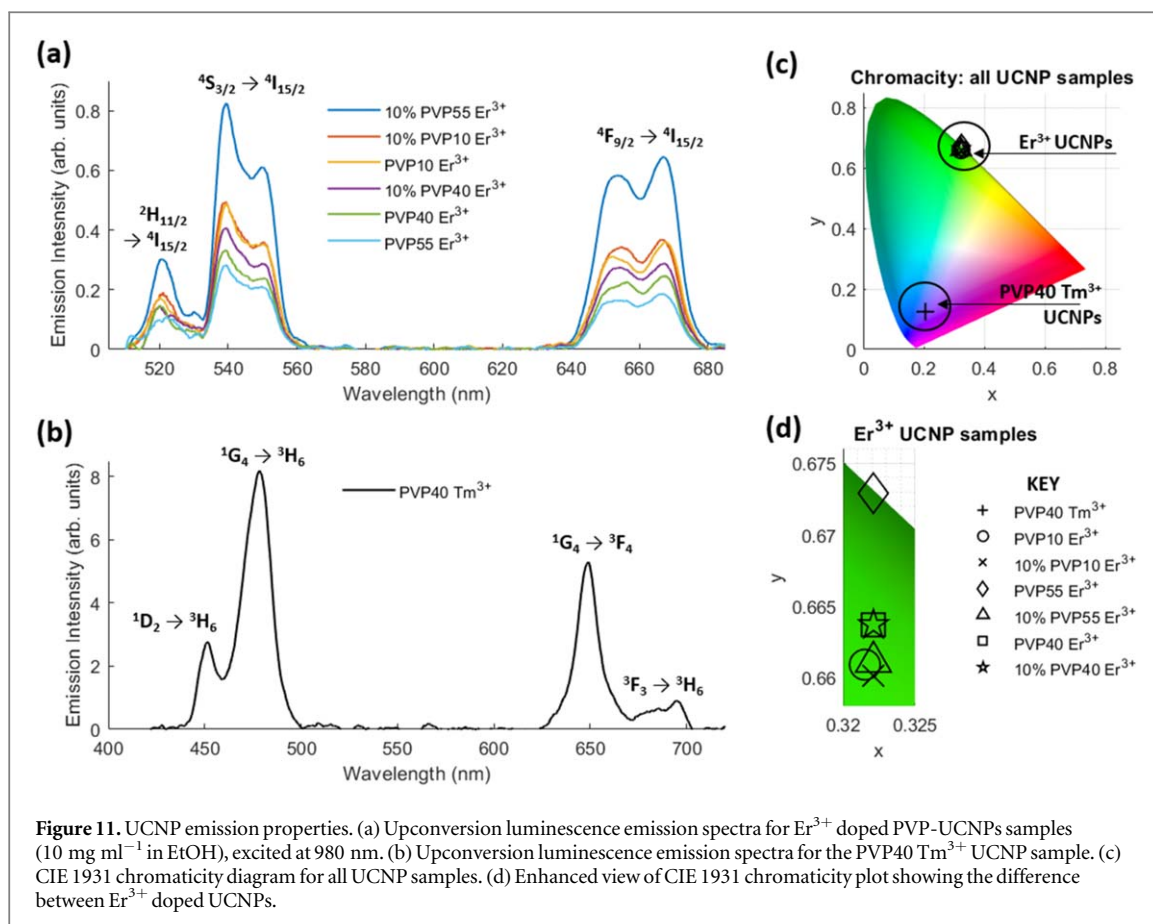 (a)
⁴S₃/₂ → ⁴I₁₅/₂
10% PVP55 Er³⁺
10% PVP10 Er³⁺
PVP10 Er³⁺
10% PVP40 Er³⁺
PVP40 Er³⁺
PVP55 Er³⁺
⁴F₉/₂ → ⁴I₁₅/₂
²H₁₁/₂
→ ⁴I₁₅/₂
Emission Intesnsity (arb. units)
0.8
0.6
0.4
0.2
0
520
540
560
580
600
620
640
660
680
Wavelength (nm)
(c)
Chromacity: all UCNP samples
Er³⁺ UCNPs
PVP40 Tm³⁺
UCNPs
y
0.8
0.6
0.4
0.2
0
0
0.2
0.4
0.6
0.8
x
(b)
¹G₄ → ³H₆
PVP40 Tm³⁺
¹G₄ → ³F₄
¹D₂ → ³H₆
³F₃ → ³H₆
Emission Intesnsity (arb. units)
8
6
4
2
0
400
450
500
550
600
650
700
Wavelength (nm)
(d)
Er³⁺ UCNP samples
0.675
0.67
0.665
0.66
y
0.32
0.325
x
KEY
PVP40 Tm³⁺
PVP10 Er³⁺
10% PVP10 Er³⁺
PVP55 Er³⁺
10% PVP55 Er³⁺
PVP40 Er³⁺
10% PVP40 Er³⁺
Figure 11. UCNP emission properties. (a) Upconversion luminescence emission spectra for Er³⁺ doped PVP-UCNPs samples
(10 mg ml⁻¹ in EtOH), excited at 980 nm. (b) Upconversion luminescence emission spectra for the PVP40 Tm³⁺ UCNP sample. (c)
CIE 1931 chromaticity diagram for all UCNP samples. (d) Enhanced view of CIE 1931 chromaticity plot showing the difference
between Er³⁺ doped UCNPs.